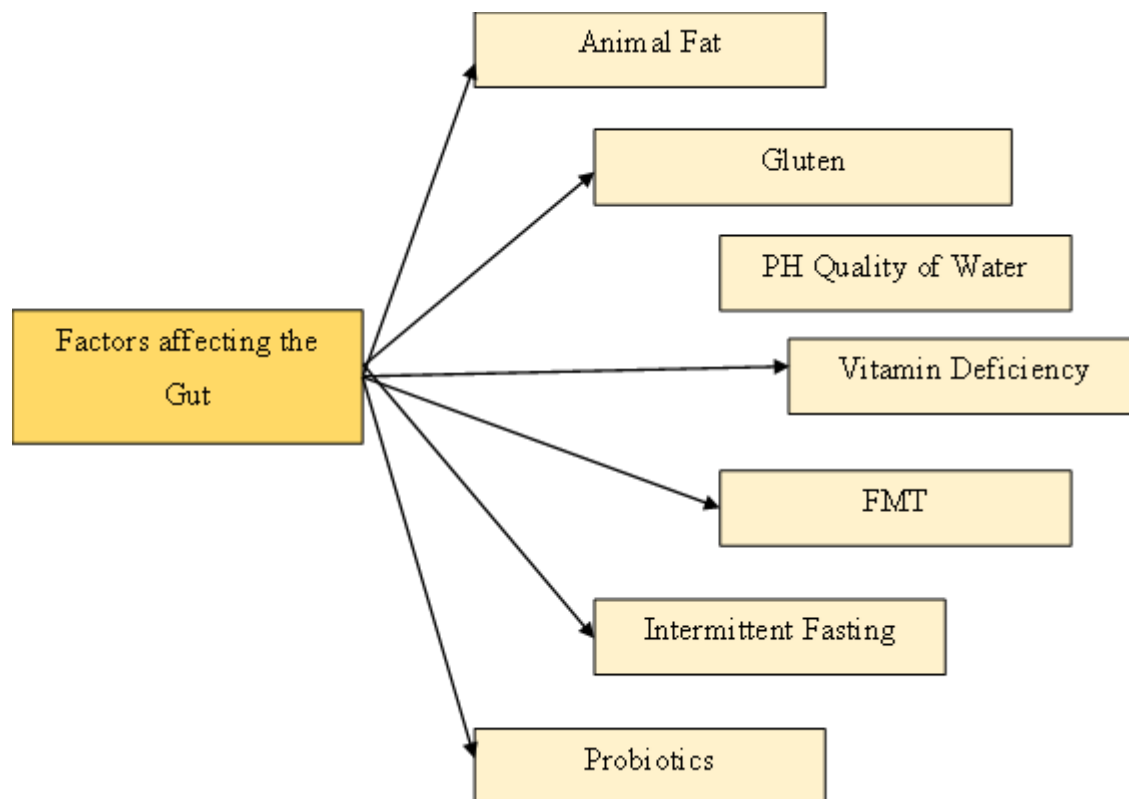 Animal Fat
Gluten
PH Quality of Water
Factors affecting the
Gut
Vitamin Deficiency
FMT
Intermittent Fasting
Probiotics